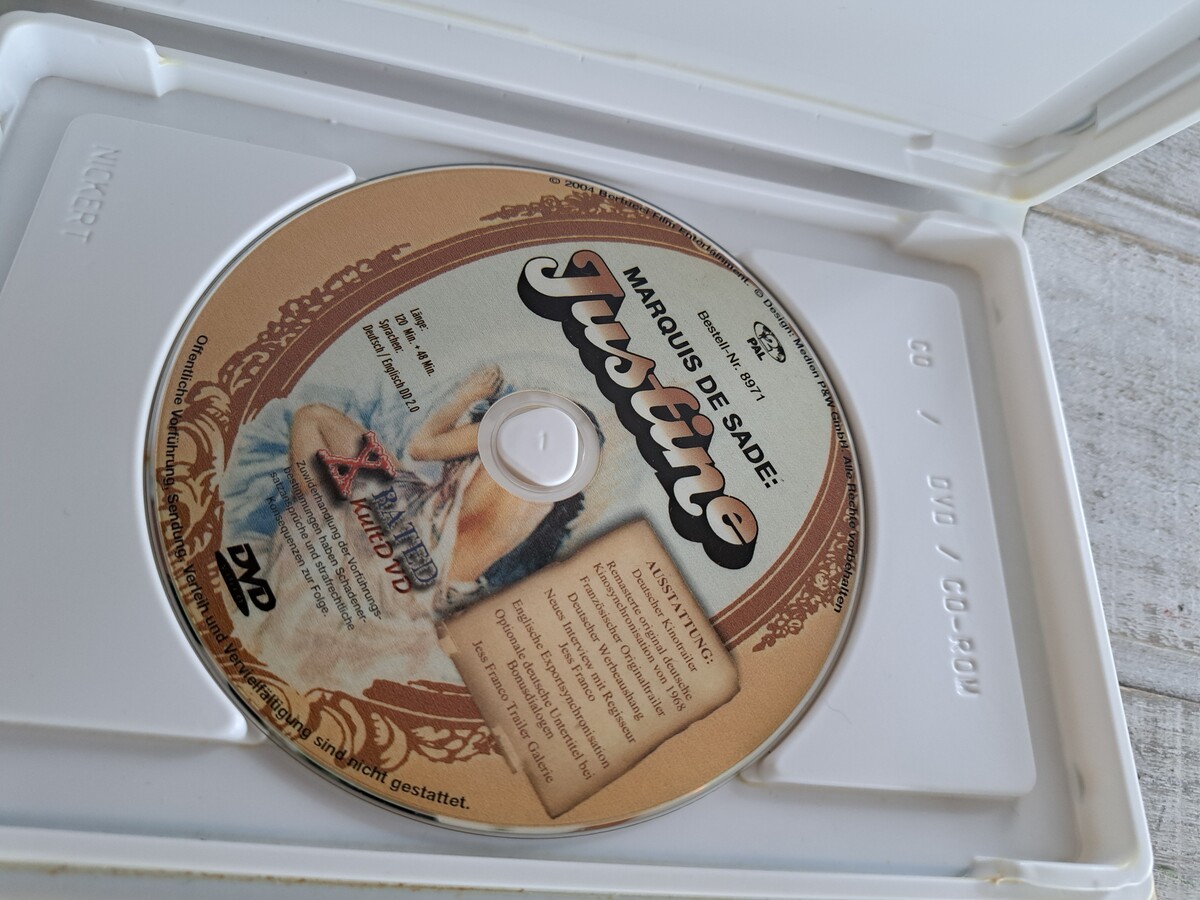 NICKERT
CD / DVD / CD-ROM
© 2004 Film Entertainment. © Design: Medien P&W GmbH. Alle Rechte vorbehalten
2
PAL
Bestell-Nr. 8971
MARQUIS DE SADE:
Justine
Länge:
120 Min. + 48 Min.
Sprachen:
Deutsch / Englisch DD 2.0
1
X
RATED
KultDVD
Zuwiderhandlung der Vorführungs-
bestimmungen haben Schadener-
satzansprüche und strafrechtliche
Konsequenzen zur Folge.
DVD
AUSSTATTUNG:
Deutscher Kinotrailer
Remasterte original deutsche
Kinosynchronisation von 1968
Französischer Originaltrailer
Deutscher Werbeaushang
Neues Interview mit Regisseur
Jess Franco
Englische Exportsynchronisation
Optionale deutsche Untertitel bei
Bonusdialogen
Jess Franco Trailer Galerie
Öffentliche Vorführung, Sendung, Verleih und Vervielfältigung sind nicht gestattet.